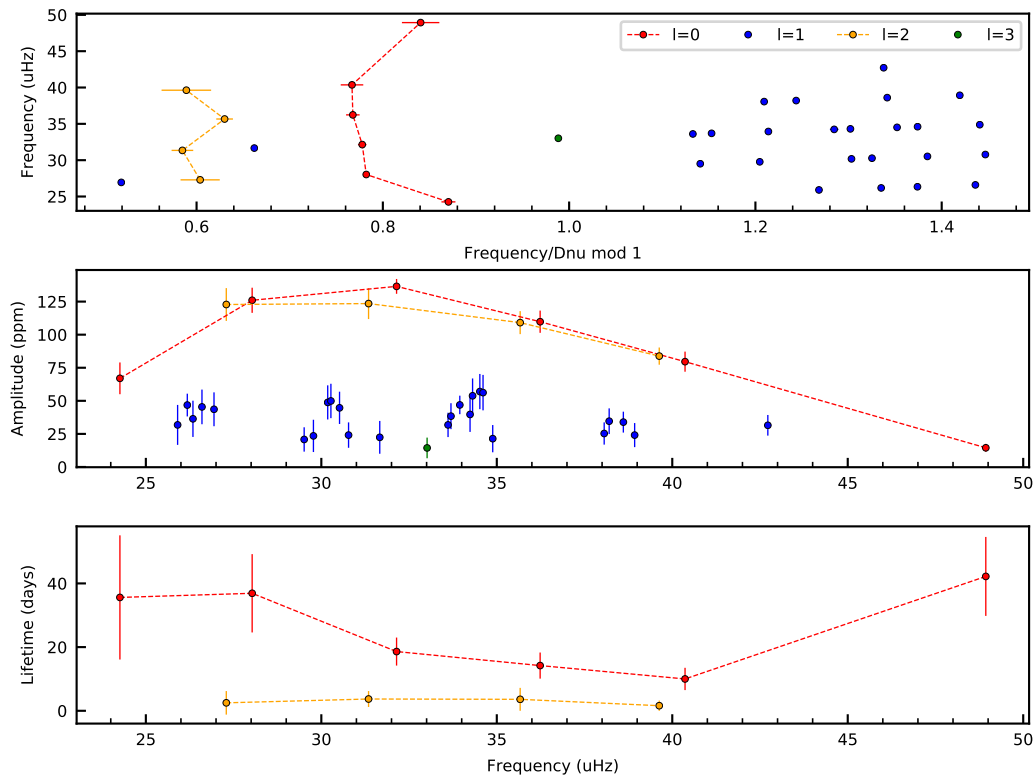 50
45
40
35
30
25
Frequency (uHz)
l=0 l=1 l=2 l=3
0.6 0.8 1.0 1.2 1.4
Frequency/Dnu mod 1
125
100
75
50
25
0
Amplitude (ppm)
25 30 35 40 45 50
40
20
0
Lifetime (days)
25 30 35 40 45 50
Frequency (uHz)